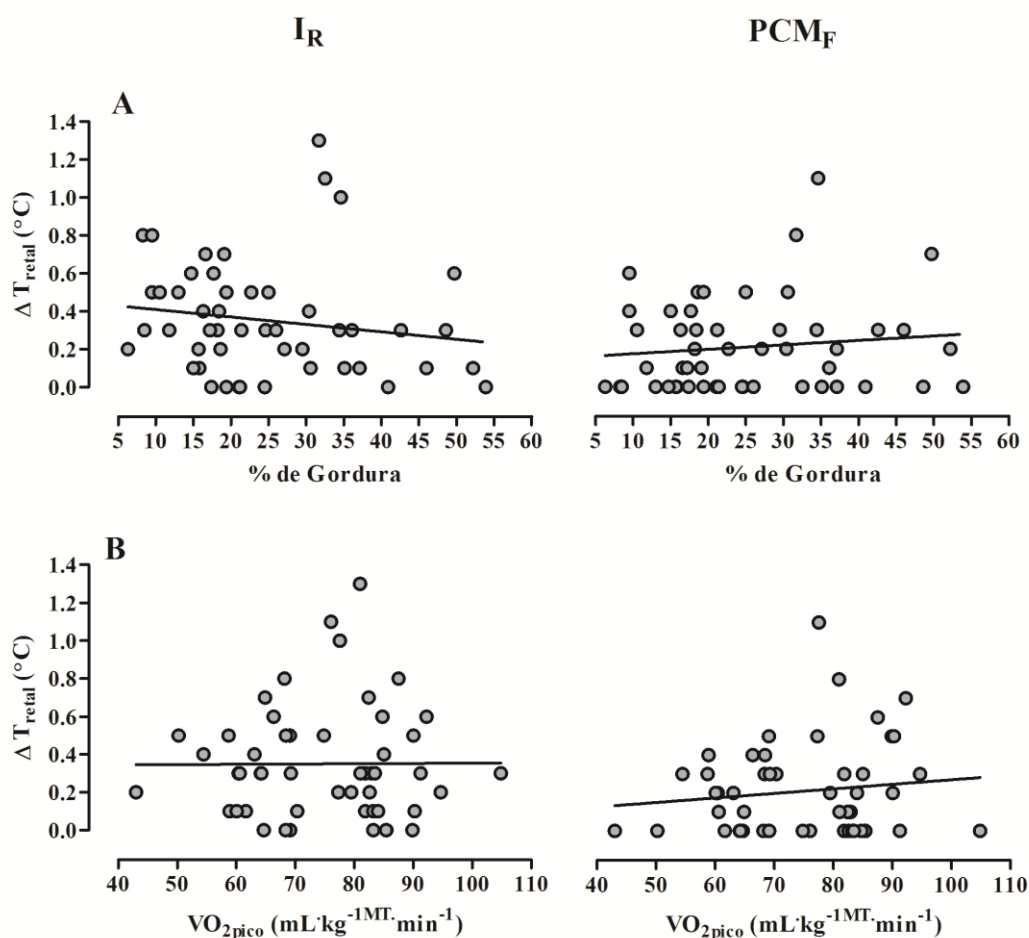 I_R PCM_F
A
Δ T_retal (°C)
1.4
1.2
1.0
0.8
0.6
0.4
0.2
0.0
5 10 15 20 25 30 35 40 45 50 55 60 5 10 15 20 25 30 35 40 45 50 55 60
% de Gordura % de Gordura
B
Δ T_retal (°C)
1.4
1.2
1.0
0.8
0.6
0.4
0.2
0.0
40 50 60 70 80 90 100 110 40 50 60 70 80 90 100 110
VO_2pico (mL·kg^-1MT·min^-1) VO_2pico (mL·kg^-1MT·min^-1)